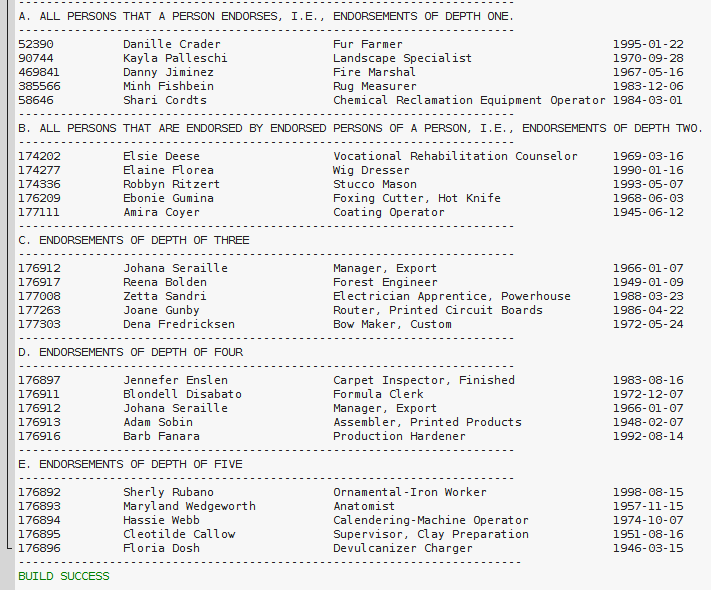 -----------------------------------------------------------------------
A. ALL PERSONS THAT A PERSON ENDORSES, I.E., ENDORSEMENTS OF DEPTH ONE.
-----------------------------------------------------------------------
52390 Danille Crader Fur Farmer 1995-01-22
90744 Kayla Palleschi Landscape Specialist 1970-09-28
469841 Danny Jiminez Fire Marshal 1967-05-16
385566 Minh Fishbein Rug Measurer 1983-12-06
58646 Shari Cordts Chemical Reclamation Equipment Operator 1984-03-01
-----------------------------------------------------------------------
B. ALL PERSONS THAT ARE ENDORSED BY ENDORSED PERSONS OF A PERSON, I.E., ENDORSEMENTS OF DEPTH TWO.
-----------------------------------------------------------------------
174202 Elsie Deese Vocational Rehabilitation Counselor 1969-03-16
174277 Elaine Florea Wig Dresser 1990-01-16
174336 Robbyn Ritzert Stucco Mason 1993-05-07
176209 Ebonie Gumina Foxing Cutter, Hot Knife 1968-06-03
177111 Amira Coyer Coating Operator 1945-06-12
-----------------------------------------------------------------------
C. ENDORSEMENTS OF DEPTH OF THREE
-----------------------------------------------------------------------
176912 Johana Seraille Manager, Export 1966-01-07
176917 Reena Bolden Forest Engineer 1949-01-09
177008 Zetta Sandri Electrician Apprentice, Powerhouse 1988-03-23
177263 Joane Gunby Router, Printed Circuit Boards 1986-04-22
177303 Dena Fredricksen Bow Maker, Custom 1972-05-24
-----------------------------------------------------------------------
D. ENDORSEMENTS OF DEPTH OF FOUR
-----------------------------------------------------------------------
176897 Jennefer Enslen Carpet Inspector, Finished 1983-08-16
176911 Blondell Disabato Formula Clerk 1972-12-07
176912 Johana Seraille Manager, Export 1966-01-07
176913 Adam Sobin Assembler, Printed Products 1948-02-07
176916 Barb Fanara Production Hardener 1992-08-14
-----------------------------------------------------------------------
E. ENDORSEMENTS OF DEPTH OF FIVE
-----------------------------------------------------------------------
176892 Sherly Rubano Ornamental-Iron Worker 1998-08-15
176893 Maryland Wedgeworth Anatomist 1957-11-15
176894 Hassie Webb Calendering-Machine Operator 1974-10-07
176895 Cleotilde Callow Supervisor, Clay Preparation 1951-08-16
176896 Floria Dosh Devulcanizer Charger 1946-03-15
------------------------------------------------------------------------
BUILD SUCCESS